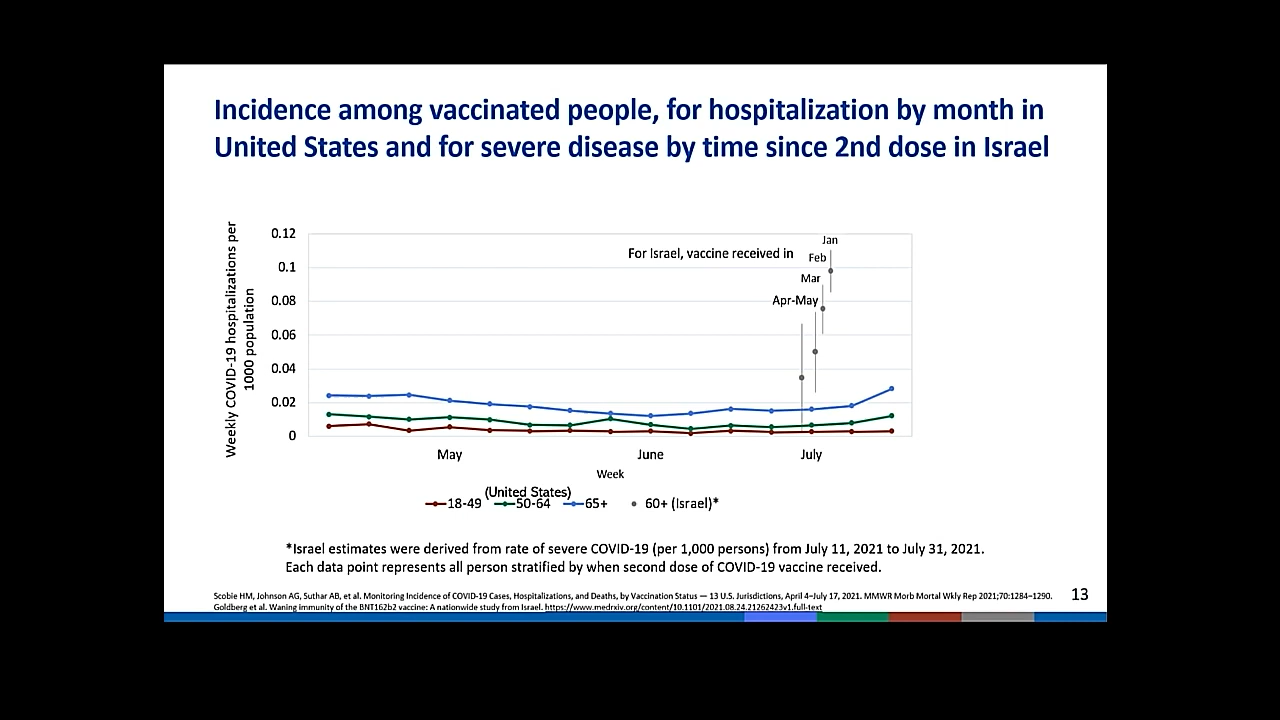 Incidence among vaccinated people, for hospitalization by month in
United States and for severe disease by time since 2nd dose in Israel
Weekly COVID-19 hospitalizations per
1000 population
0.12
0.1
0.08
0.06
0.04
0.02
0
For Israel, vaccine received in
Jan
Feb
Mar
Apr-May
May
June
July
Week
(United States)
18-49
50-64
65+
60+ (Israel)*
*Israel estimates were derived from rate of severe COVID-19 (per 1,000 persons) from July 11, 2021 to July 31, 2021.
Each data point represents all person stratified by when second dose of COVID-19 vaccine received.
Scobie HM, Johnson AG, Suthar AB, et al. Monitoring Incidence of COVID-19 Cases, Hospitalizations, and Deaths, by Vaccination Status — 13 U.S. Jurisdictions, April 4–July 17, 2021. MMWR Morb Mortal Wkly Rep 2021;70:1284–1290.
Goldberg et al. Waning immunity of the BNT162b2 vaccine: A nationwide study from Israel. https://www.medrxiv.org/content/10.1101/2021.08.24.21262423v1.full-text
13